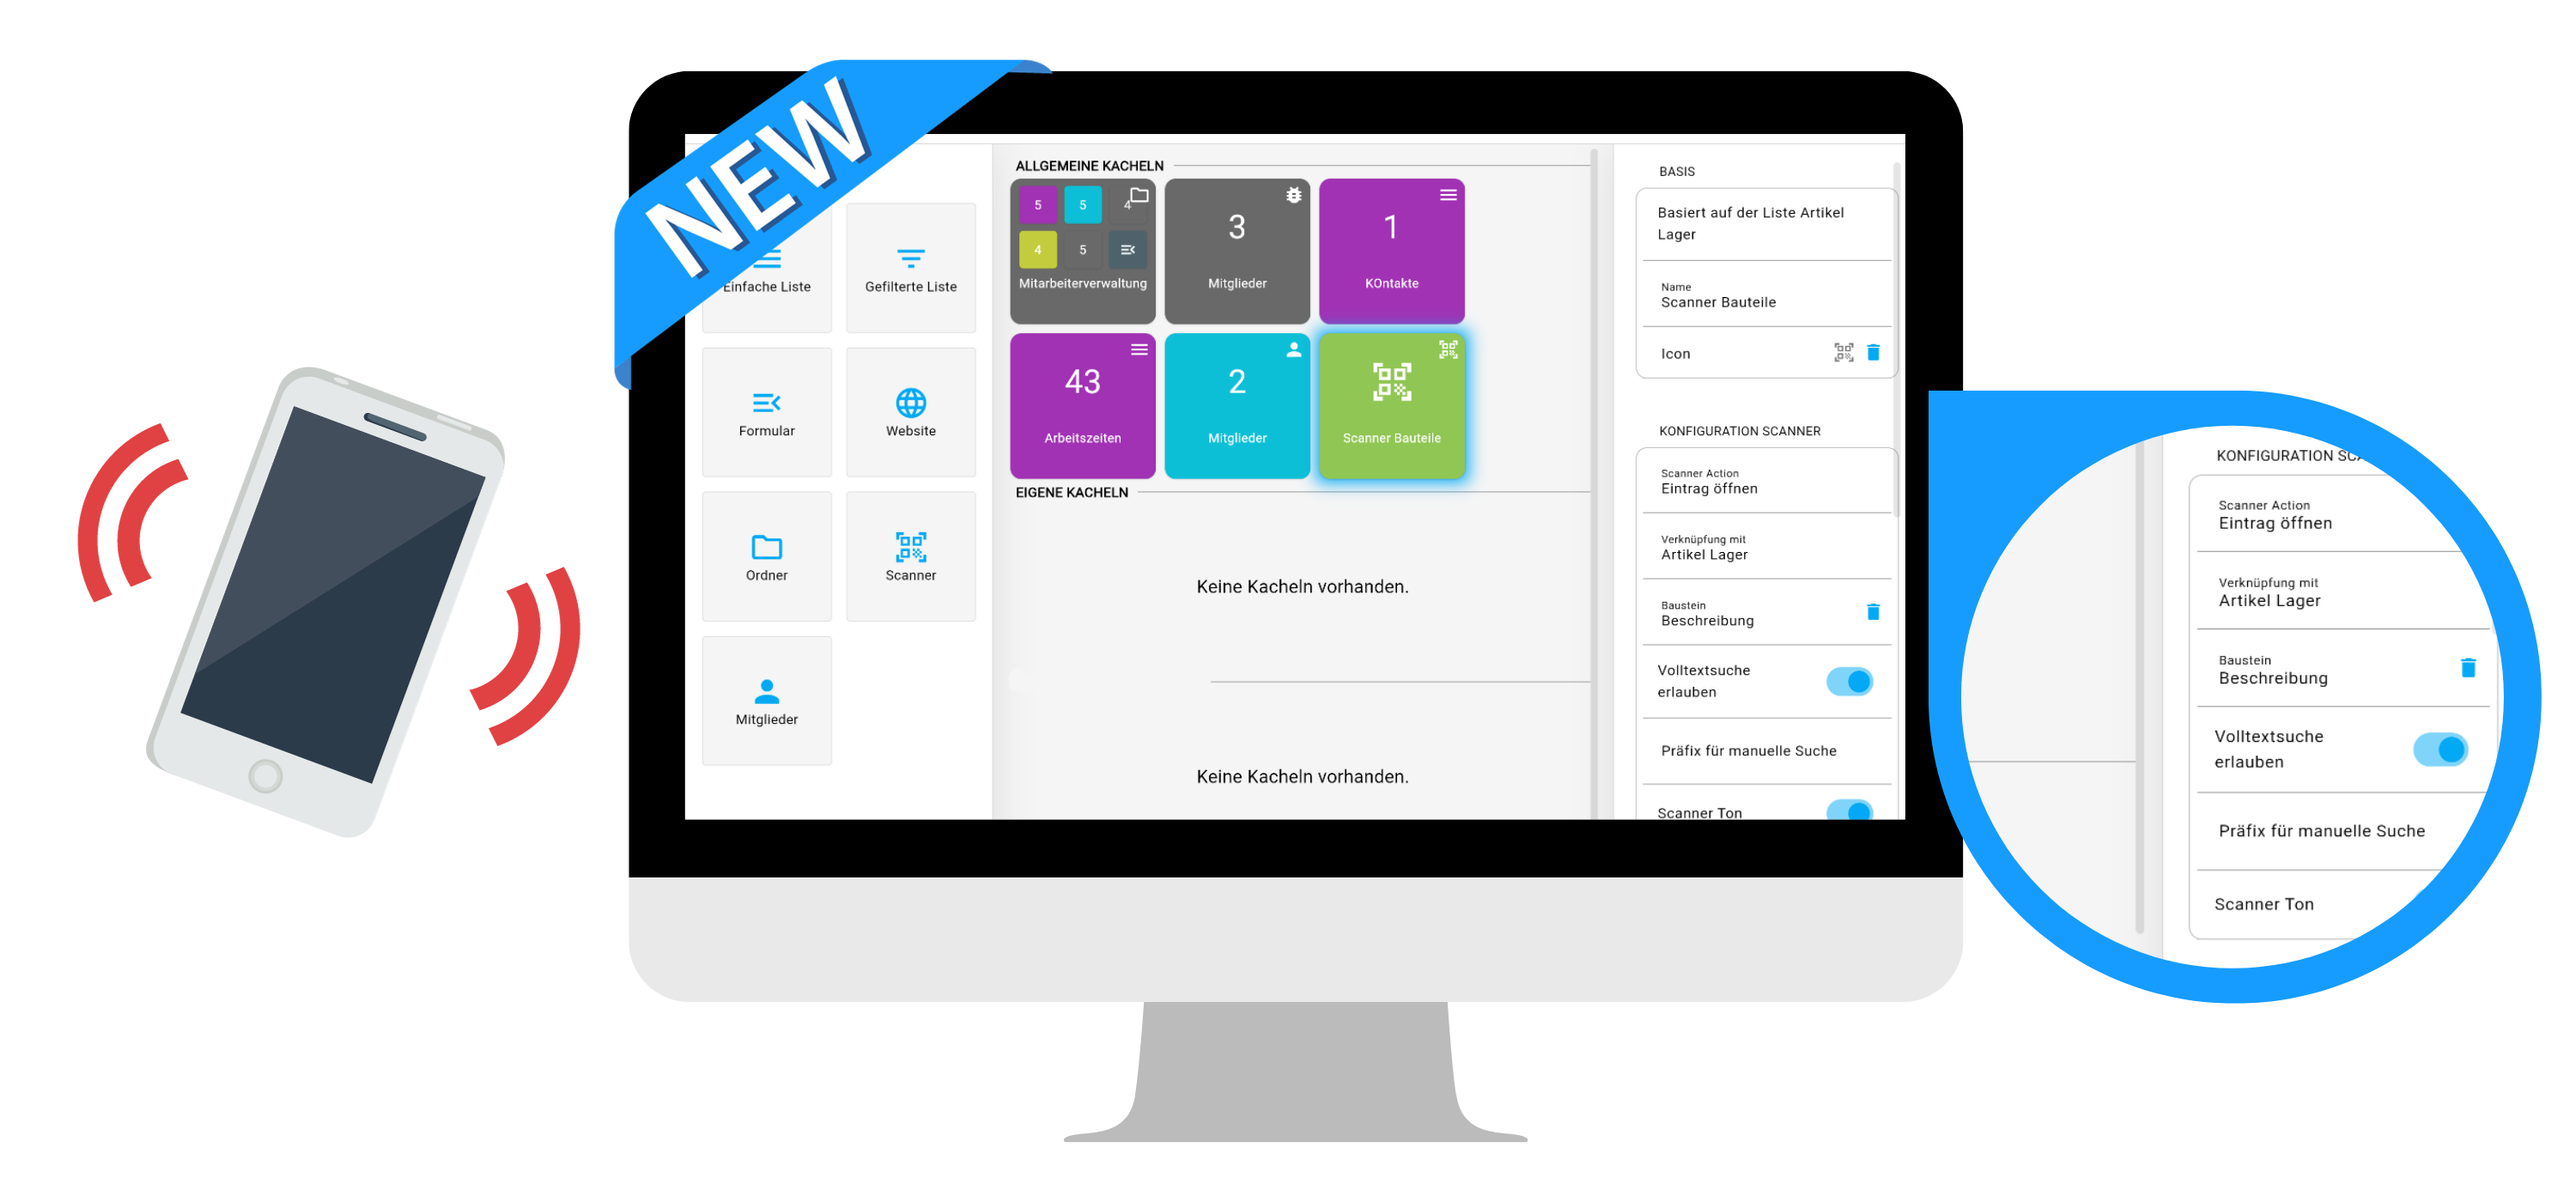 NEW
Einfache Liste
Gefilterte Liste
Formular
Website
Ordner
Scanner
Mitglieder
ALLGEMEINE KACHELN
5
5
4
4
5
Mitarbeiterverwaltung
3
Mitglieder
1
KOntakte
43
Arbeitszeiten
2
Mitglieder
Scanner Bauteile
EIGENE KACHELN
Keine Kacheln vorhanden.
Keine Kacheln vorhanden.
BASIS
Basiert auf der Liste Artikel
Lager
Name
Scanner Bauteile
Icon
KONFIGURATION SCANNER
Scanner Action
Eintrag öffnen
Verknüpfung mit
Artikel Lager
Baustein
Beschreibung
Volltextsuche
erlauben
Präfix für manuelle Suche
Scanner Ton
KONFIGURATION SCA
Scanner Action
Eintrag öffnen
Verknüpfung mit
Artikel Lager
Baustein
Beschreibung
Volltextsuche
erlauben
Präfix für manuelle Suche
Scanner Ton